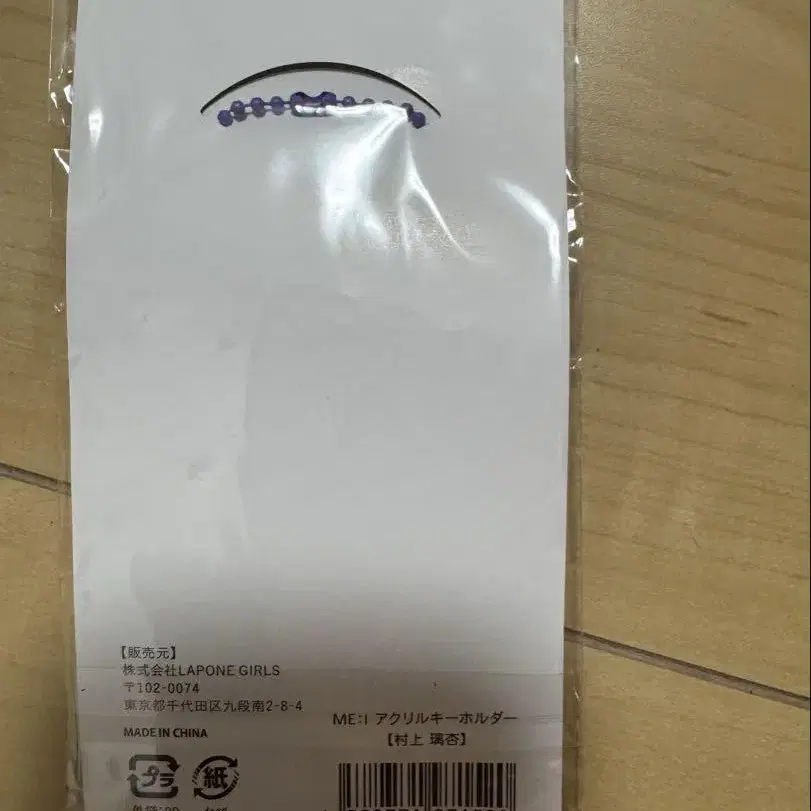 【販売元】
株式会社LAPONE GIRLS
〒102-0074
東京都千代田区九段南2-8-4
MADE IN CHINA
ME:I アクリルキーホルダー
【村上 璃杏】
プラ
紙